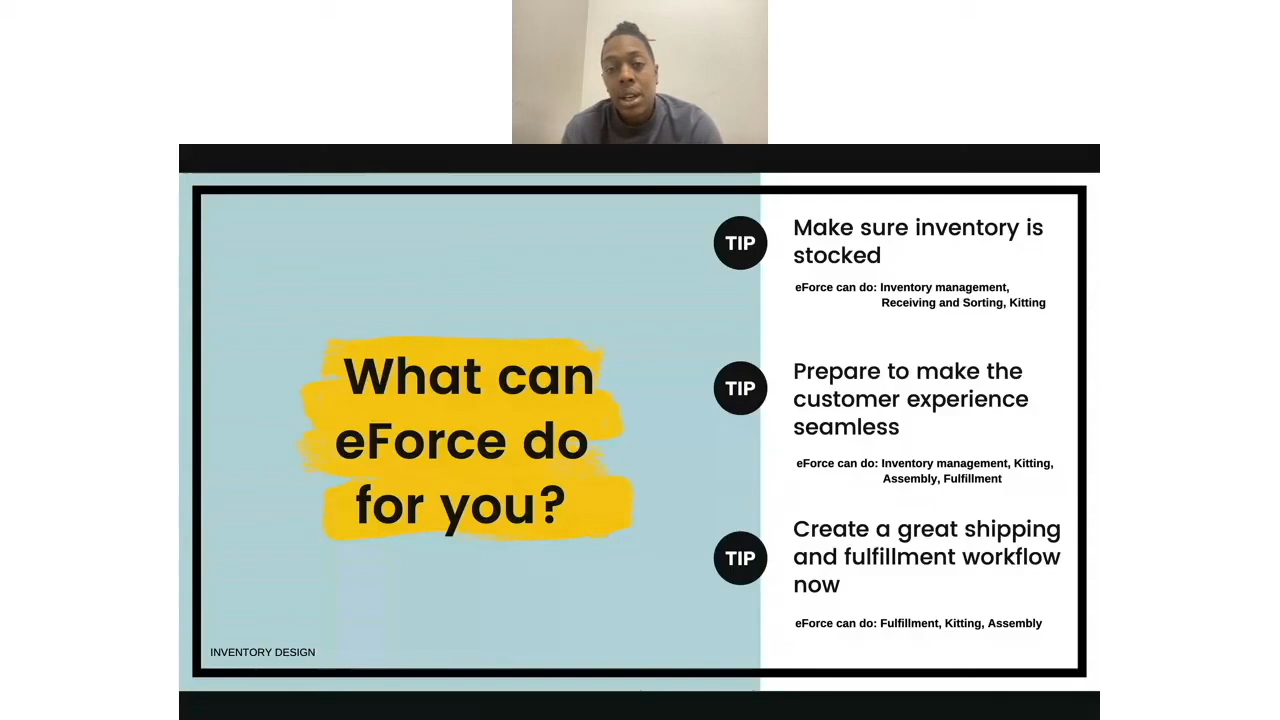 What can
eForce do
for you?
INVENTORY DESIGN
TIP
Make sure inventory is
stocked
eForce can do: Inventory management,
Receiving and Sorting, Kitting
TIP
Prepare to make the
customer experience
seamless
eForce can do: Inventory management, Kitting,
Assembly, Fulfillment
TIP
Create a great shipping
and fulfillment workflow
now
eForce can do: Fulfillment, Kitting, Assembly